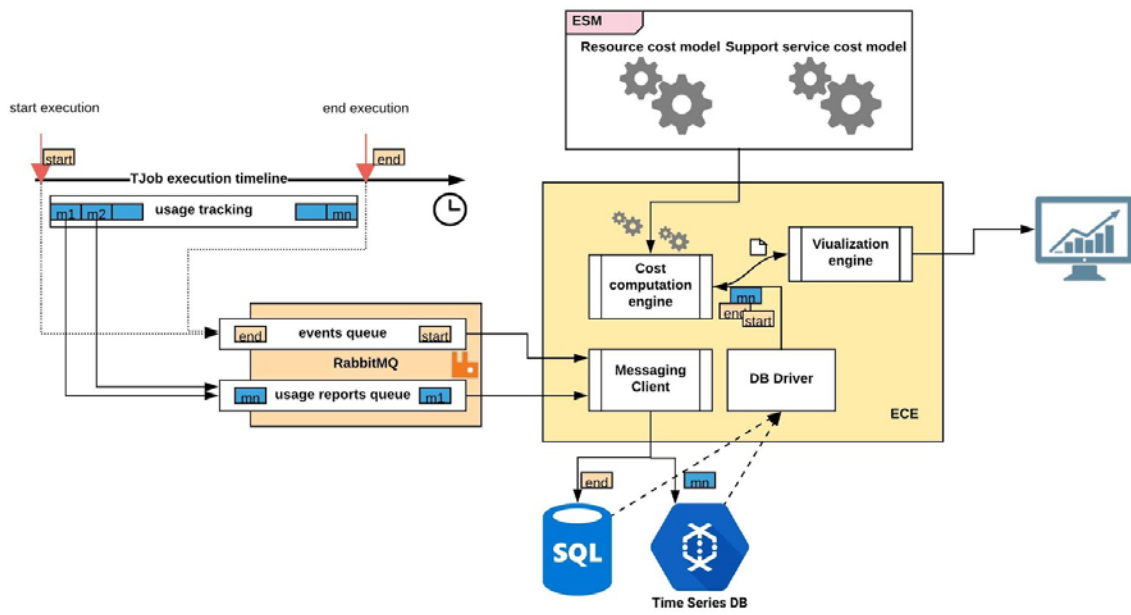 ESM
Resource cost model
Support service cost model
start execution
end execution
start
end
TJob execution timeline
m1
m2
usage tracking
mn
Cost
computation
engine
Viualization
engine
mn
end
start
end
events queue
start
RabbitMQ
mn
usage reports queue
m1
Messaging
Client
DB Driver
ECE
end
mn
SQL
Time Series DB